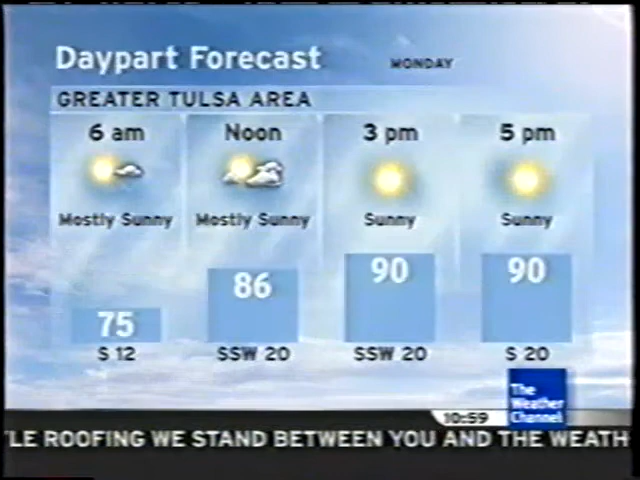 Daypart Forecast
MONDAY
GREATER TULSA AREA
6 am Noon 3 pm 5 pm
Mostly Sunny Mostly Sunny Sunny Sunny
75 86 90 90
S 12 SSW 20 SSW 20 S 20
The
Weather
Channel
10:59
TLE ROOFING WE STAND BETWEEN YOU AND THE WEATH